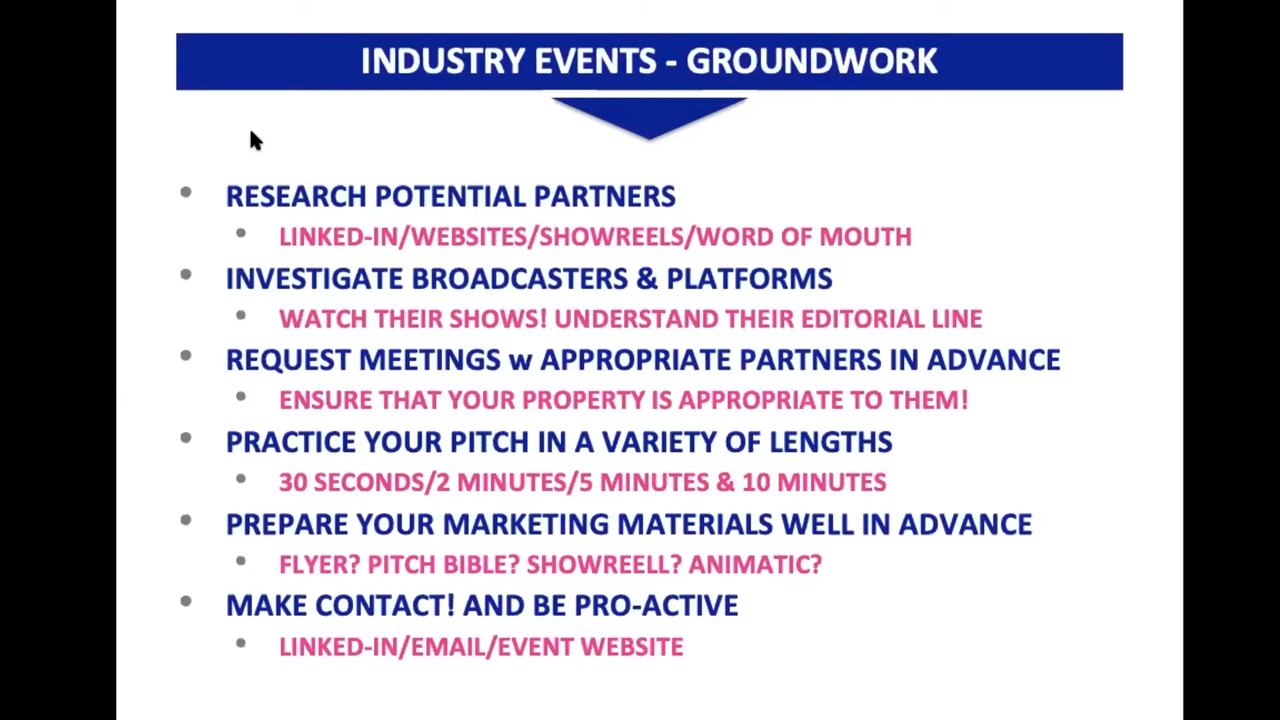 INDUSTRY EVENTS - GROUNDWORK
RESEARCH POTENTIAL PARTNERS
LINKED-IN/WEBSITES/SHOWREELS/WORD OF MOUTH
INVESTIGATE BROADCASTERS & PLATFORMS
WATCH THEIR SHOWS! UNDERSTAND THEIR EDITORIAL LINE
REQUEST MEETINGS w APPROPRIATE PARTNERS IN ADVANCE
ENSURE THAT YOUR PROPERTY IS APPROPRIATE TO THEM!
PRACTICE YOUR PITCH IN A VARIETY OF LENGTHS
30 SECONDS/2 MINUTES/5 MINUTES & 10 MINUTES
PREPARE YOUR MARKETING MATERIALS WELL IN ADVANCE
FLYER? PITCH BIBLE? SHOWREELL? ANIMATIC?
MAKE CONTACT! AND BE PRO-ACTIVE
LINKED-IN/EMAIL/EVENT WEBSITE